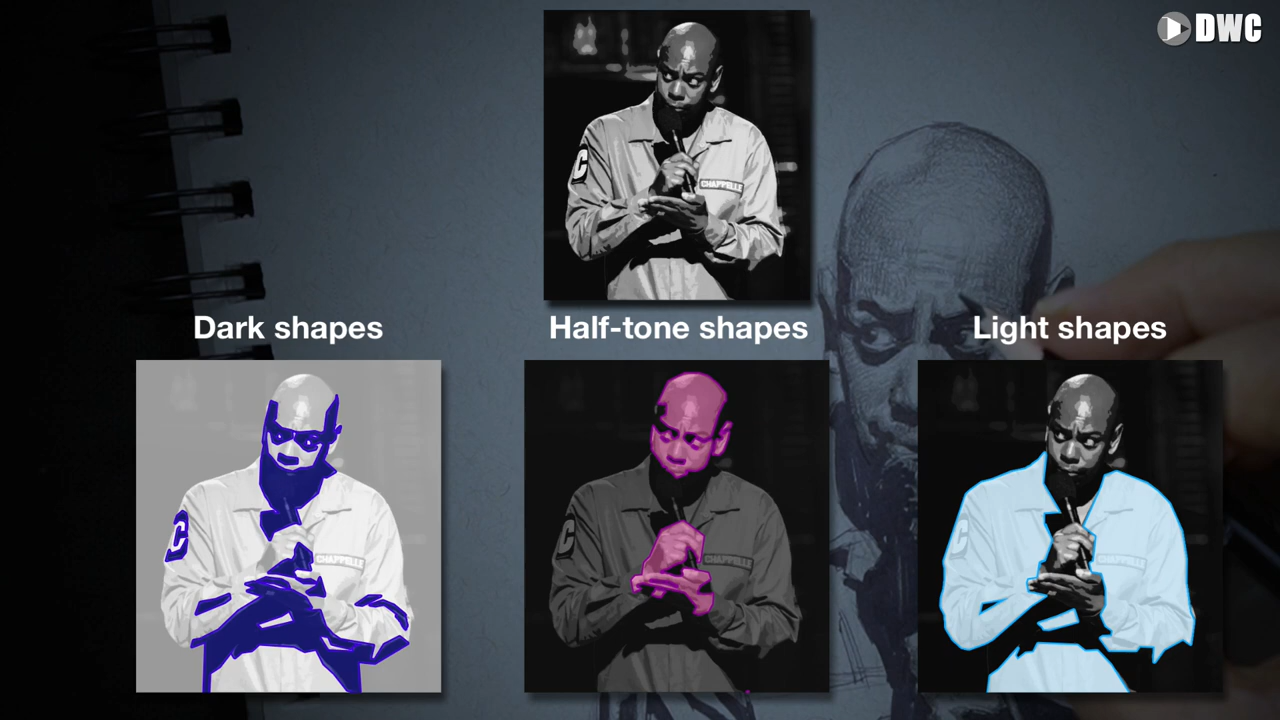 DWC
C
CHAPPELLE
Dark shapes
Half-tone shapes
Light shapes
C
CHAPPELLE
C
CHAPPELLE
C
CHAPPELLE